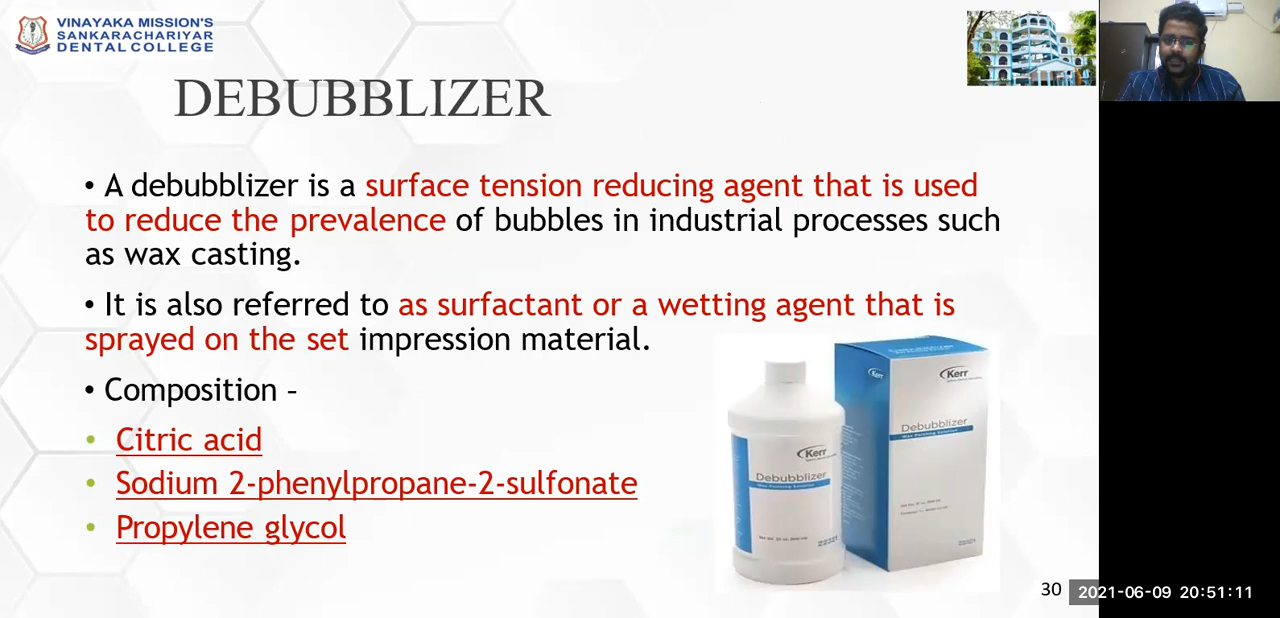 VINAYAKA MISSION'S
SANKARACHARIYAR
DENTAL COLLEGE
DEBUBBLIZER
• A debubblizer is a surface tension reducing agent that is used
to reduce the prevalence of bubbles in industrial processes such
as wax casting.
• It is also referred to as surfactant or a wetting agent that is
sprayed on the set impression material.
• Composition –
• Citric acid
• Sodium 2-phenylpropane-2-sulfonate
• Propylene glycol
Kerr
Debubblizer
Kerr
Kerr
Debubblizer
30
2021-06-09 20:51:11